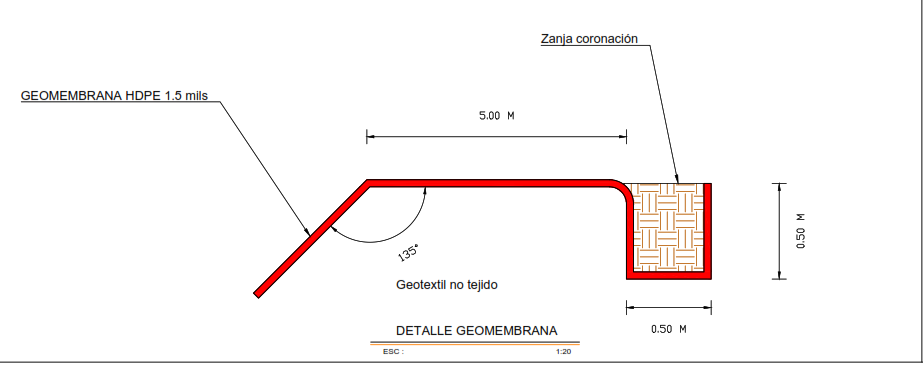 Zanja coronación
GEOMEMBRANA HDPE 1.5 mils
5.00 M
0.50 M
135°
Geotextil no tejido
0.50 M
DETALLE GEOMEMBRANA
ESC : 1:20